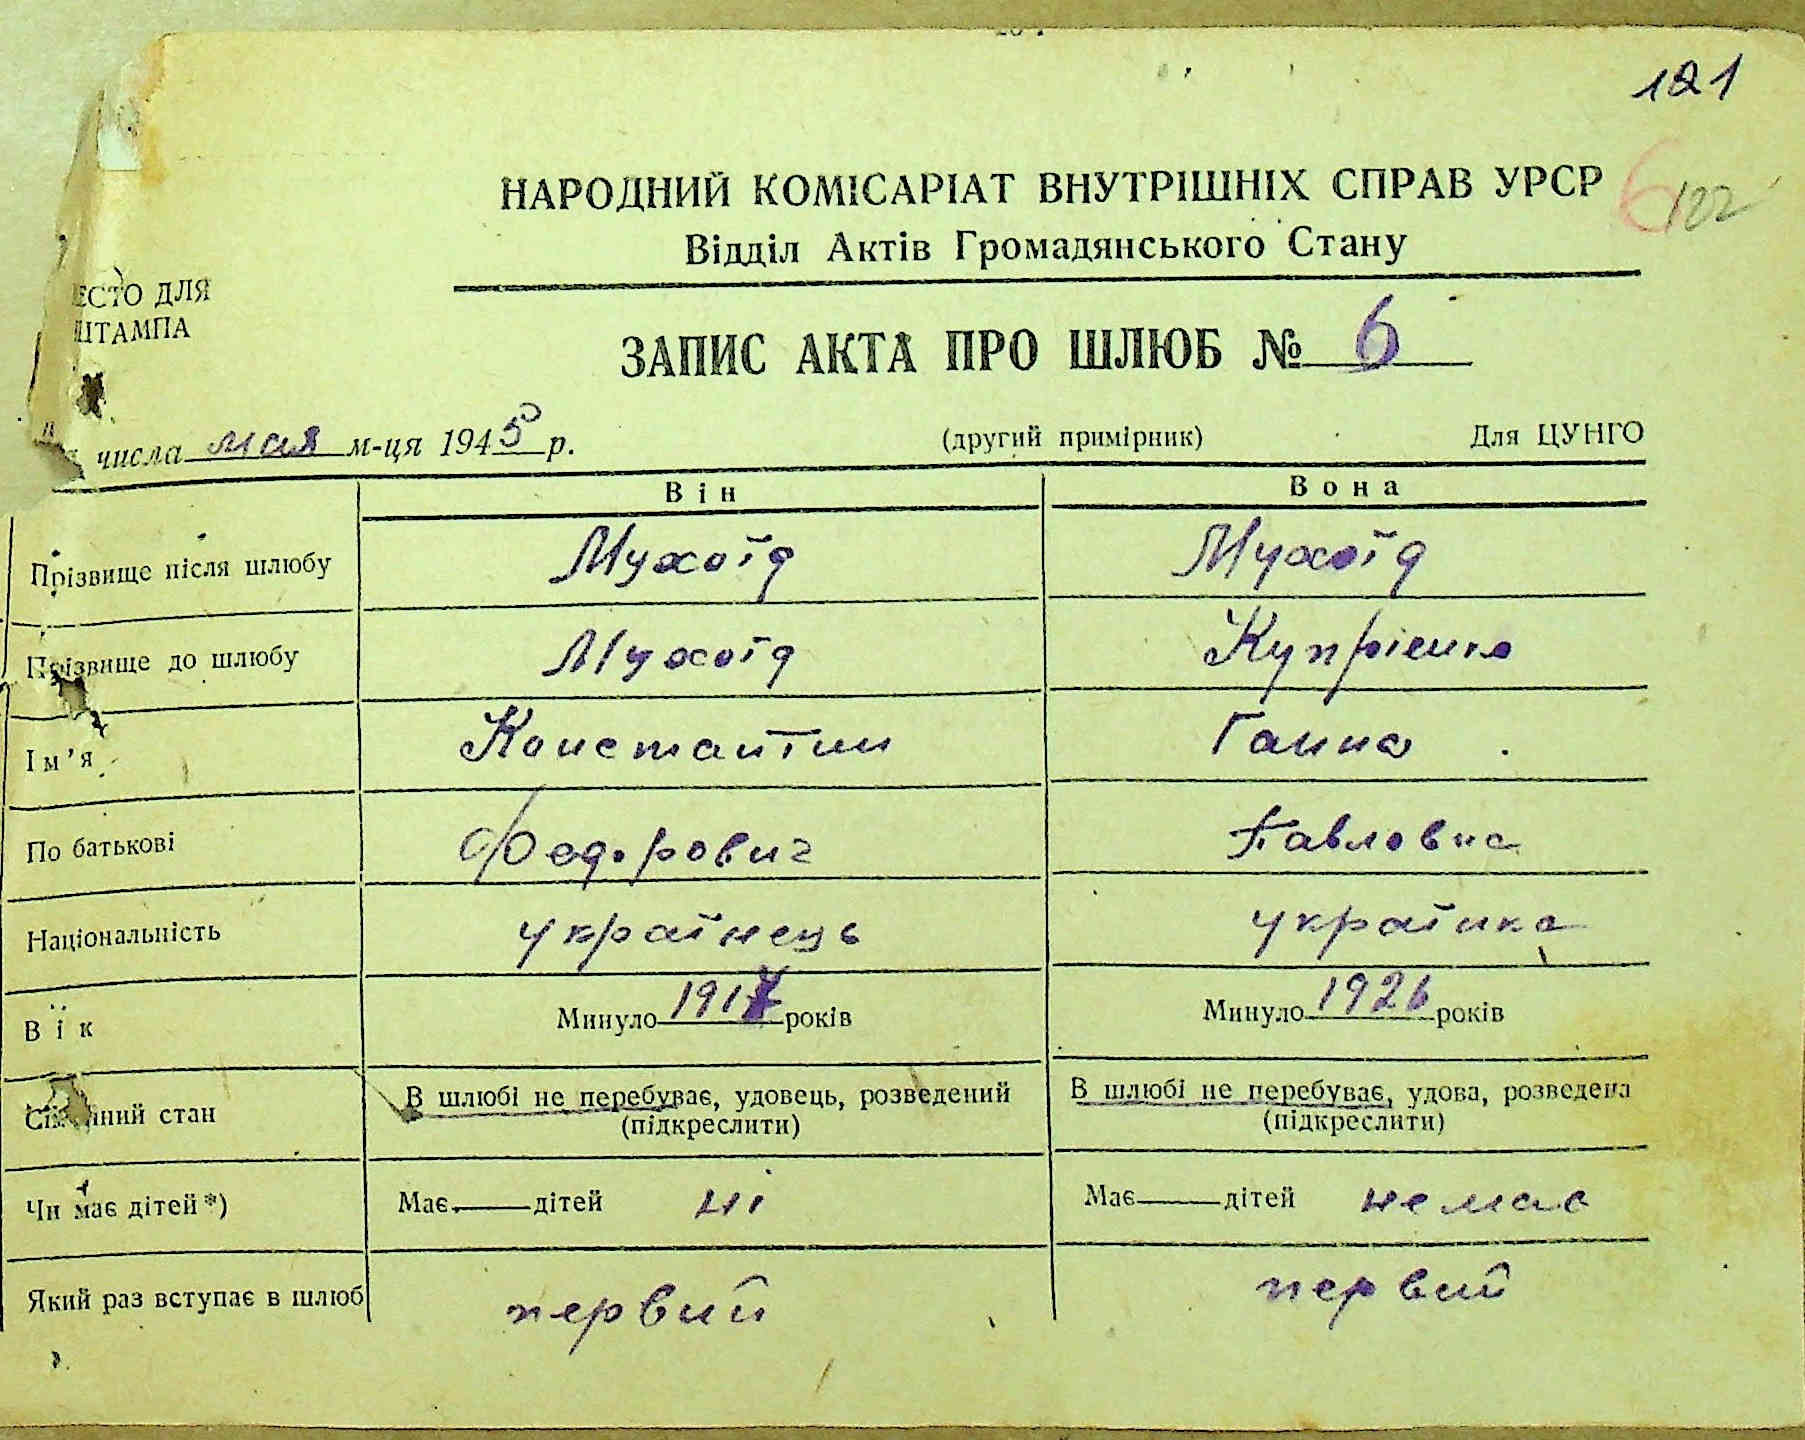 121
НАРОДНИЙ КОМІСАРІАТ ВНУТРІШНІХ СПРАВ УРСР
6 122
Відділ Актів Громадянського Стану
ЕСТО ДЛЯ
ШТАМПА
ЗАПИС АКТА ПРО ШЛЮБ № 6
числа мая м-ця 1945 р. (другий примірник) Для ЦУНГО
Він Вона
Прізвище після шлюбу Мухоїд Мухоїд
Прізвище до шлюбу Мухоїд Купрієнко
Ім'я Константин Ганна
По батькові Федорович Павловна
Національність українець українка
Вік Минуло 1917 років Минуло 1926 років
Сімейний стан В шлюбі не перебуває, удовець, розведений В шлюбі не перебуває, удова, розведена
(підкреслити) (підкреслити)
Чи має дітей*) Має дітей ні Має дітей немає
Який раз вступає в шлюб первий первий